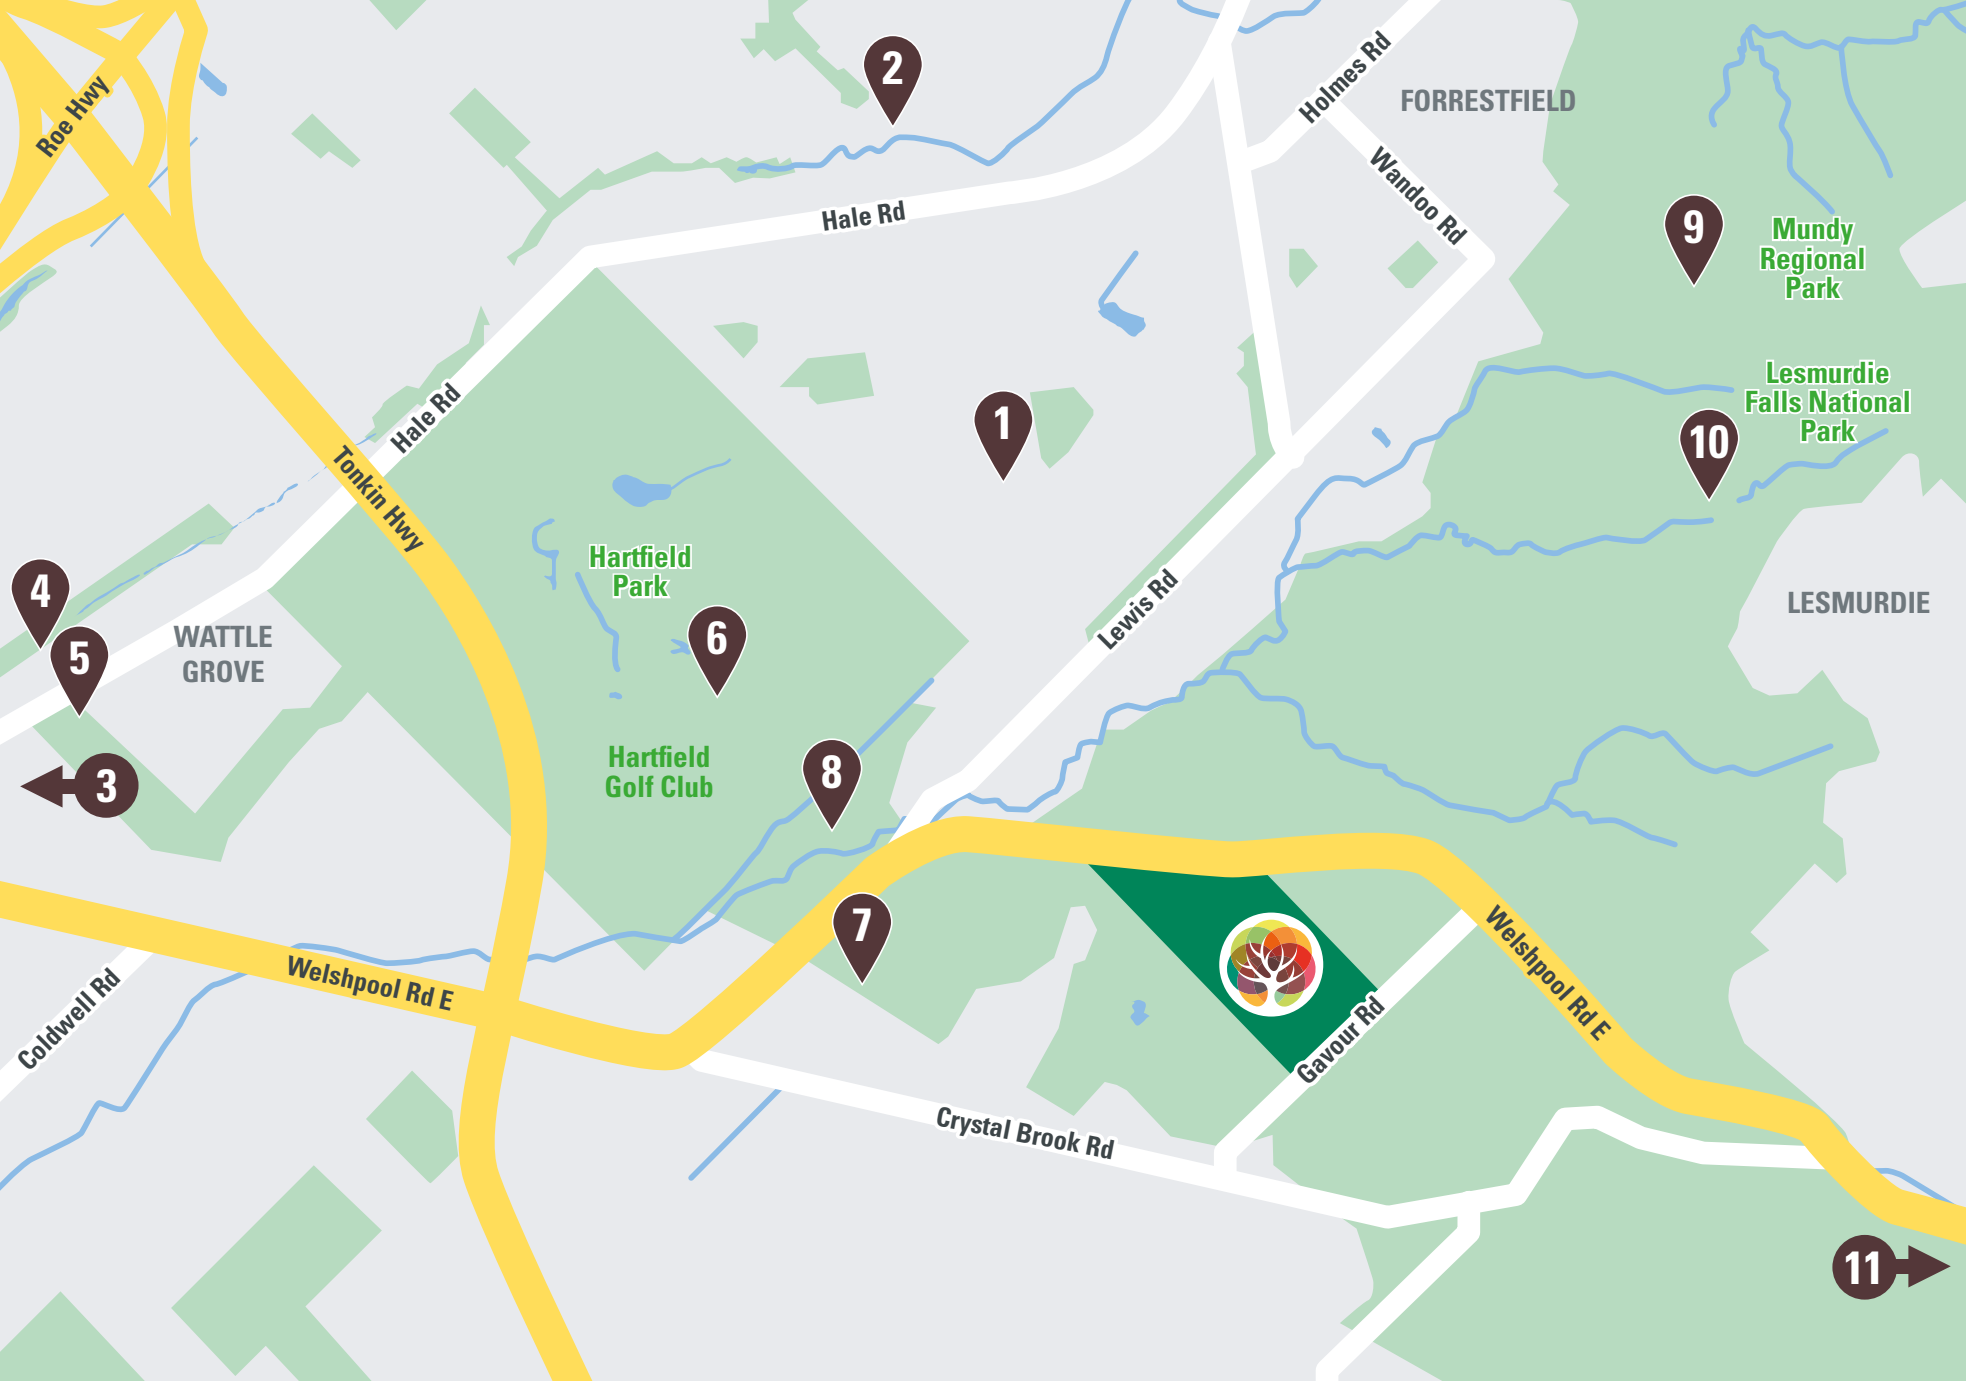 2
Holmes Rd
FORRESTFIELD
Roe Hwy
Wandoo Rd
Hale Rd
9
Mundy
Regional
Park
Lesmurdie
Falls National
Park
1
10
Hale Rd
Tonkin Hwy
Hartfield
Park
4
Lewis Rd
LESMURDIE
WATTLE
GROVE
5
6
Hartfield
Golf Club
8
3
7
Welshpool Rd E
Welshpool Rd E
Coldwell Rd
Gavour Rd
Crystal Brook Rd
11